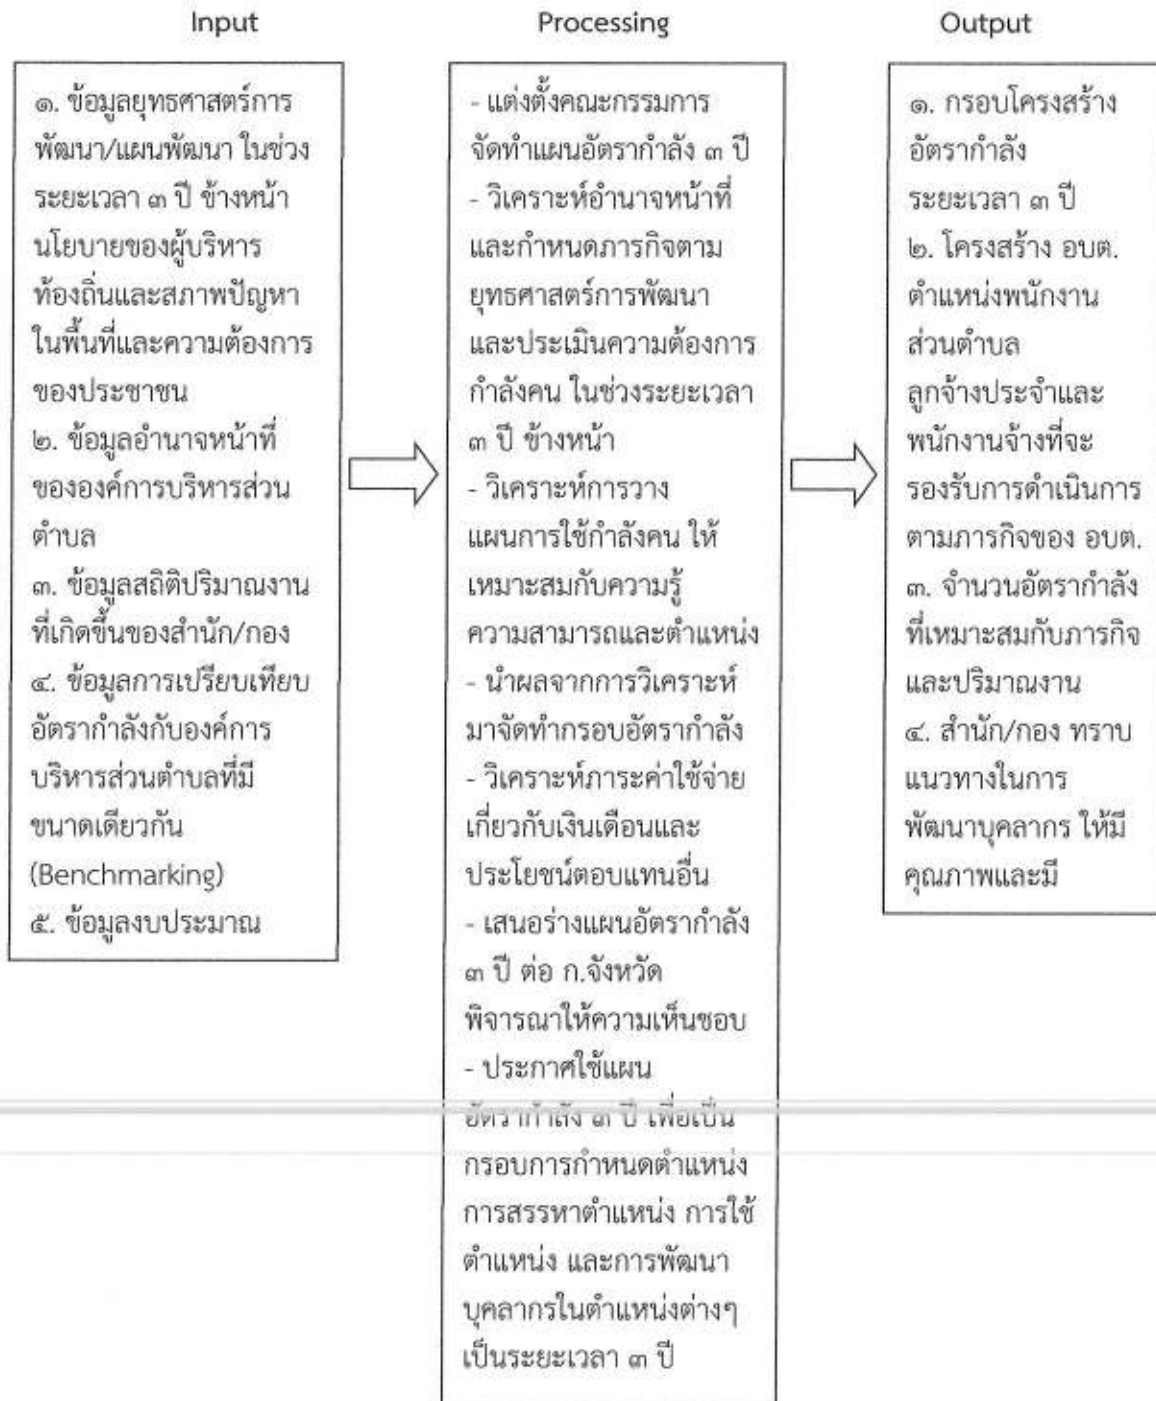 Input
๑. ข้อมูลยุทธศาสตร์การ
พัฒนา/แผนพัฒนา ในช่วง
ระยะเวลา ๓ ปี ข้างหน้า
นโยบายของผู้บริหาร
ท้องถิ่นและสภาพปัญหา
ในพื้นที่และความต้องการ
ของประชาชน
๒. ข้อมูลอำนาจหน้าที่
ขององค์การบริหารส่วน
ตำบล
๓. ข้อมูลสถิติปริมาณงาน
ที่เกิดขึ้นของสำนัก/กอง
๔. ข้อมูลการเปรียบเทียบ
อัตรากำลังกับองค์การ
บริหารส่วนตำบลที่มี
ขนาดเดียวกัน
(Benchmarking)
๕. ข้อมูลงบประมาณ
Processing
- แต่งตั้งคณะกรรมการ
จัดทำแผนอัตรากำลัง ๓ ปี
- วิเคราะห์อำนาจหน้าที่
และกำหนดภารกิจตาม
ยุทธศาสตร์การพัฒนา
และประเมินความต้องการ
กำลังคน ในช่วงระยะเวลา
๓ ปี ข้างหน้า
- วิเคราะห์การวาง
แผนการใช้กำลังคน ให้
เหมาะสมกับความรู้
ความสามารถและตำแหน่ง
- นำผลจากการวิเคราะห์
มาจัดทำกรอบอัตรากำลัง
- วิเคราะห์ภาระค่าใช้จ่าย
เกี่ยวกับเงินเดือนและ
ประโยชน์ตอบแทนอื่น
- เสนอร่างแผนอัตรากำลัง
๓ ปี ต่อ ก.จังหวัด
พิจารณาให้ความเห็นชอบ
- ประกาศใช้แผน
อัตรากำลัง ๓ ปี เพื่อเป็น
กรอบการกำหนดตำแหน่ง
การสรรหาตำแหน่ง การใช้
ตำแหน่ง และการพัฒนา
บุคลากรในตำแหน่งต่างๆ
เป็นระยะเวลา ๓ ปี
Output
๑. กรอบโครงสร้าง
อัตรากำลัง
ระยะเวลา ๓ ปี
๒. โครงสร้าง อบต.
ตำแหน่งพนักงาน
ส่วนตำบล
ลูกจ้างประจำและ
พนักงานจ้างที่จะ
รองรับการดำเนินการ
ตามภารกิจของ อบต.
๓. จำนวนอัตรากำลัง
ที่เหมาะสมกับภารกิจ
และปริมาณงาน
๔. สำนัก/กอง ทราบ
แนวทางในการ
พัฒนาบุคลากร ให้มี
คุณภาพและมี